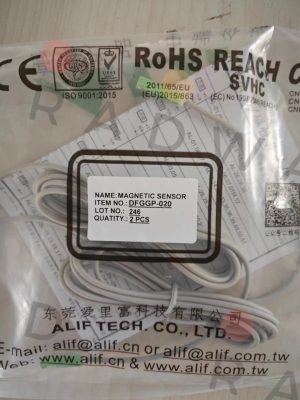 CE
RoHS REACH
SVHC
2011/65/EU
(EU)2015/863
ISO 9001:2015
NAME:MAGNETIC SENSOR
ITEM NO.:DFGGP-020
LOT NO.: 246
QUANTITY.:2 PCS
东莞爱里富科技有限公司
ALIF TECH. CO., LTD.
E-mail: alif@alif.cn or alif@alif.com.tw
Web: www.alif.cn & www.alif.com.tw